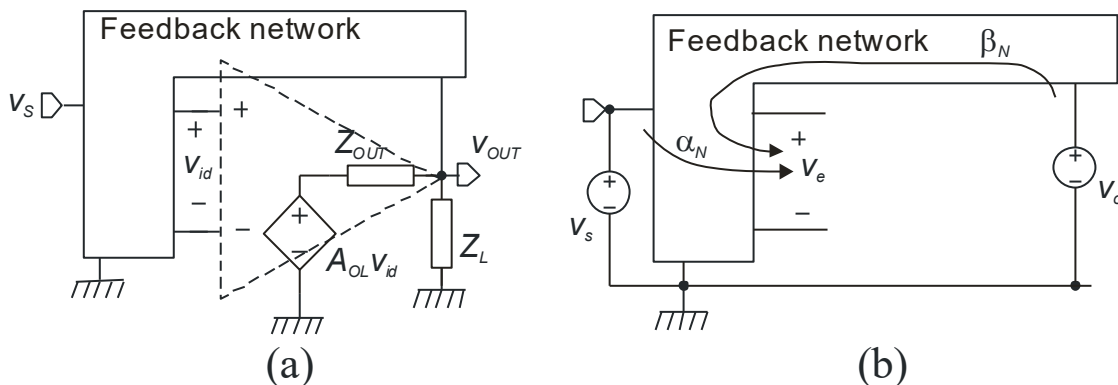 Feedback network
v_S
+
+
v_id
−
−
Z_OUT
v_OUT
+
−
A_OL v_id
Z_L
(a)
Feedback network
β_N
α_N
+
v_e
−
+
−
v_s
+
−
(b)